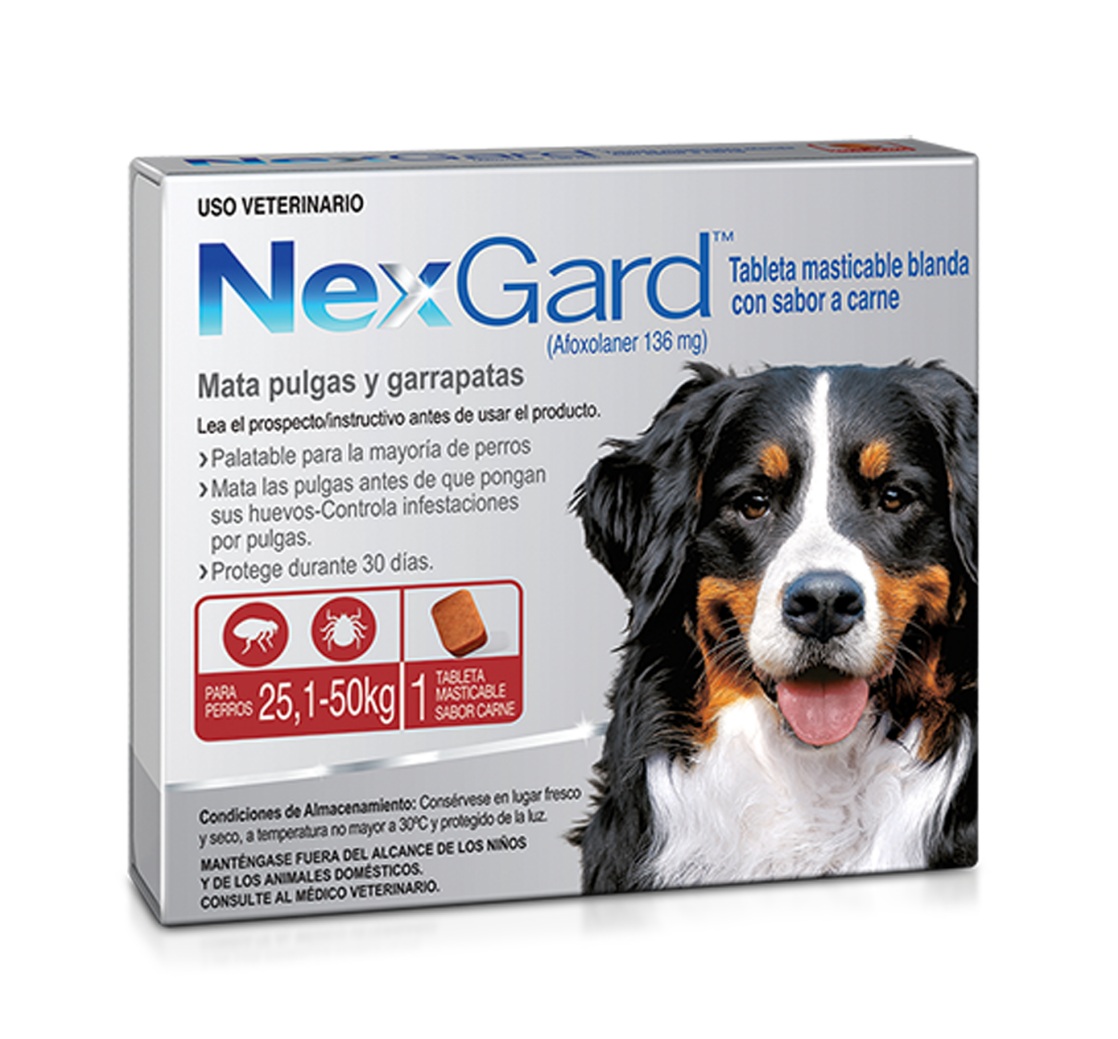 NexGard
USO VETERINARIO
NexGard™
Tableta masticable blanda
con sabor a carne
(Afoxolaner 136 mg)
Mata pulgas y garrapatas
Lea el prospecto/instructivo antes de usar el producto.
›Palatable para la mayoría de perros
›Mata las pulgas antes de que pongan
sus huevos-Controla infestaciones
por pulgas.
›Protege durante 30 días.
PARA
PERROS 25,1-50kg
1 TABLETA
MASTICABLE
SABOR CARNE
Condiciones de Almacenamiento: Consérvese en lugar fresco
y seco, a temperatura no mayor a 30ºC y protegido de la luz.
MANTÉNGASE FUERA DEL ALCANCE DE LOS NIÑOS
Y DE LOS ANIMALES DOMÉSTICOS.
CONSULTE AL MÉDICO VETERINARIO.